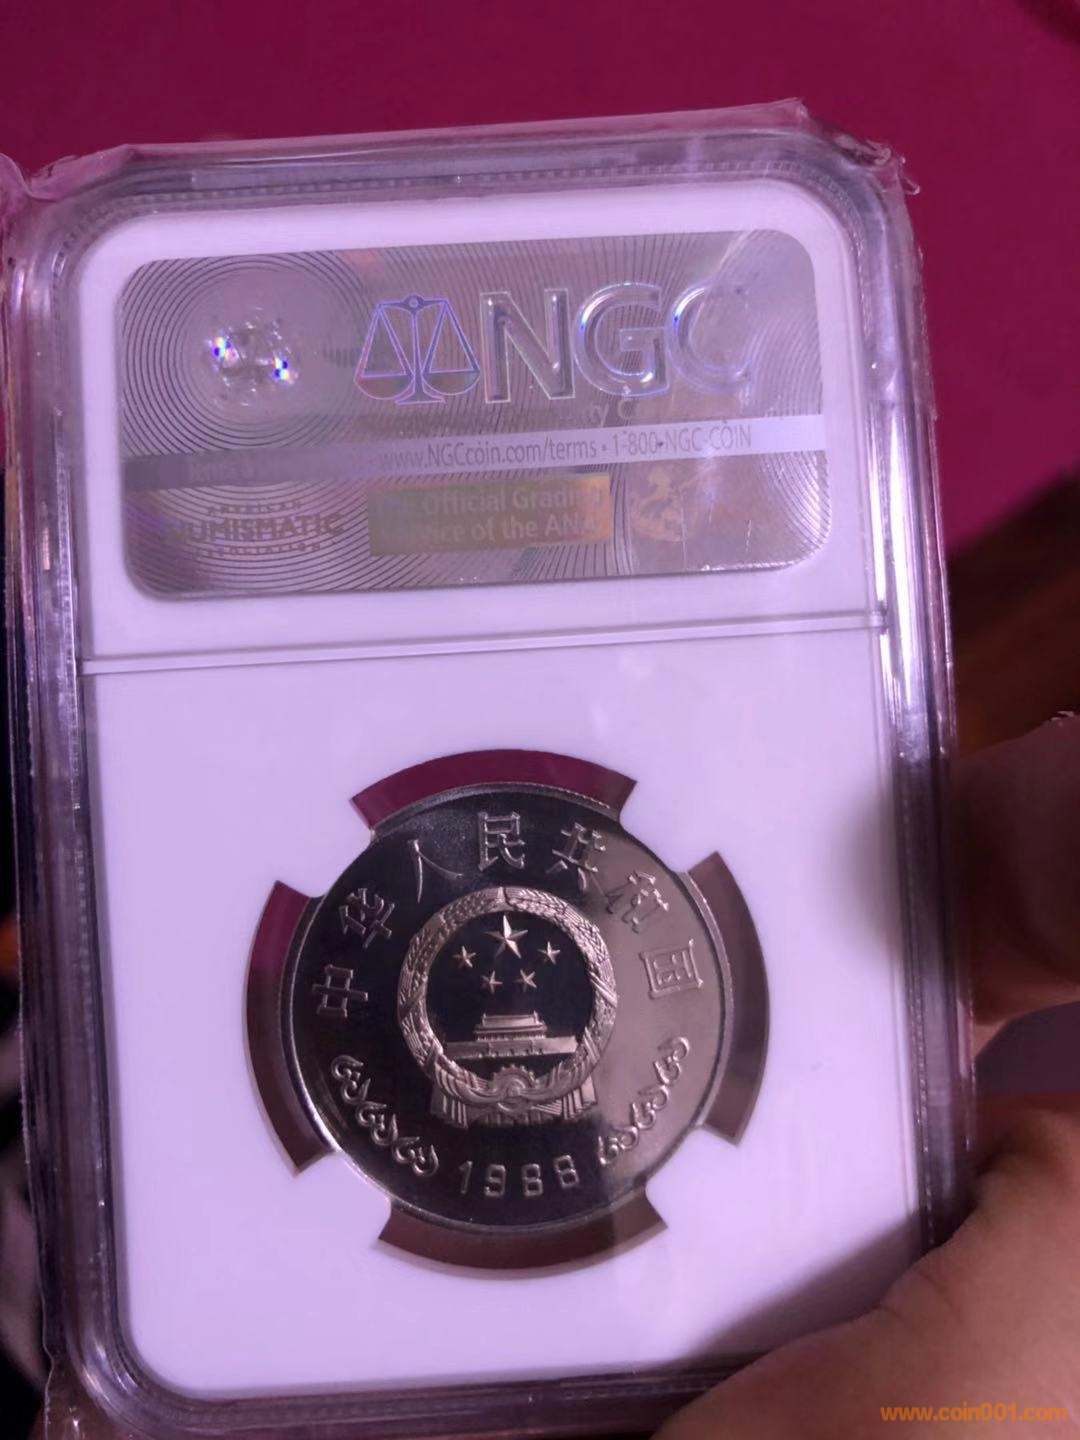 NGC
www.NGCcoin.com/terms • 1-800-NGC-COIN
Official Grading
of the ANA
NUMISMATIC
中华人民共和国
1988
www.coin001.com